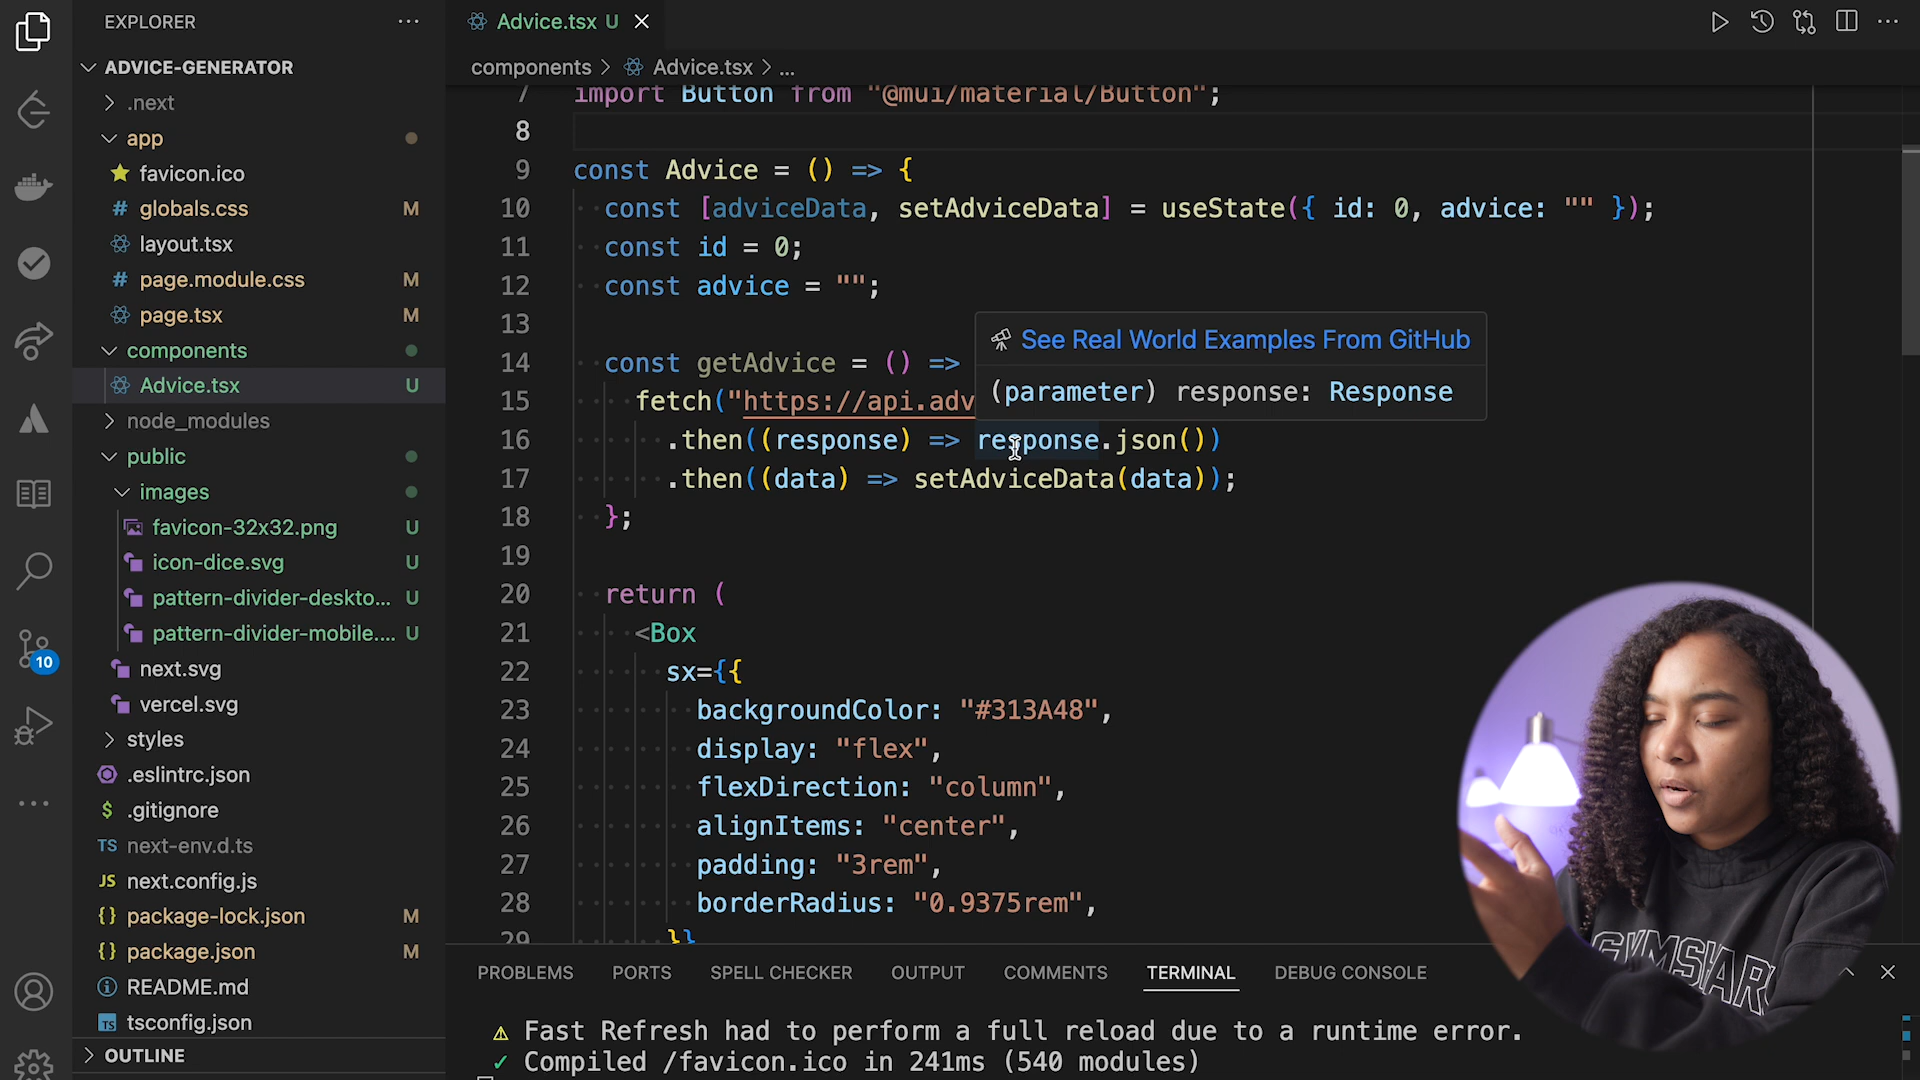 EXPLORER
ADVICE-GENERATOR
.next
app
favicon.ico
globals.css M
layout.tsx
page.module.css M
page.tsx M
components
Advice.tsx U
node_modules
public
images
favicon-32x32.png U
icon-dice.svg U
pattern-divider-deskto... U
pattern-divider-mobile.... U
next.svg
vercel.svg
styles
.eslintrc.json
$ .gitignore
TS next-env.d.ts
JS next.config.js
{} package-lock.json M
{} package.json M
README.md
TS tsconfig.json
OUTLINE
10
Advice.tsx U
components > Advice.tsx > ...
7 import Button from "@mui/material/Button";
8
9 const Advice = () => {
10 const [adviceData, setAdviceData] = useState({ id: 0, advice: "" });
11 const id = 0;
12 const advice = "";
13
See Real World Examples From GitHub
14 const getAdvice = () =>
(parameter) response: Response
15 fetch("https://api.adv
16 .then((response) => response.json())
17 .then((data) => setAdviceData(data));
18 };
19
20 return (
21 <Box
22 sx={{
23 backgroundColor: "#313A48",
24 display: "flex",
25 flexDirection: "column",
26 alignItems: "center",
27 padding: "3rem",
28 borderRadius: "0.9375rem",
29 }}
PROBLEMS PORTS SPELL CHECKER OUTPUT COMMENTS TERMINAL DEBUG CONSOLE
⚠ Fast Refresh had to perform a full reload due to a runtime error.
✓ Compiled /favicon.ico in 241ms (540 modules)